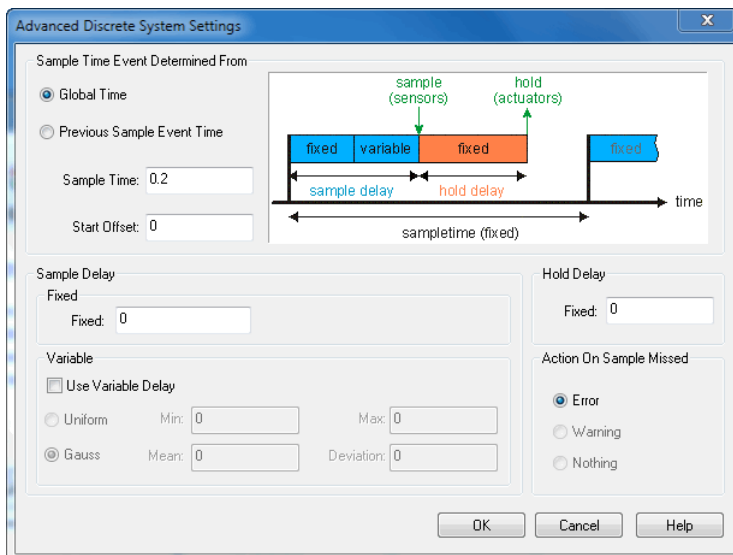 Advanced Discrete System Settings
X
Sample Time Event Determined From
Global Time
Previous Sample Event Time
Sample Time: 0.2
Start Offset: 0
sample
(sensors)
hold
(actuators)
fixed
variable
fixed
fixed
sample delay
hold delay
time
sampletime (fixed)
Sample Delay
Fixed
Fixed: 0
Hold Delay
Fixed: 0
Variable
Use Variable Delay
Uniform
Min: 0
Max: 0
Gauss
Mean: 0
Deviation: 0
Action On Sample Missed
Error
Warning
Nothing
OK
Cancel
Help